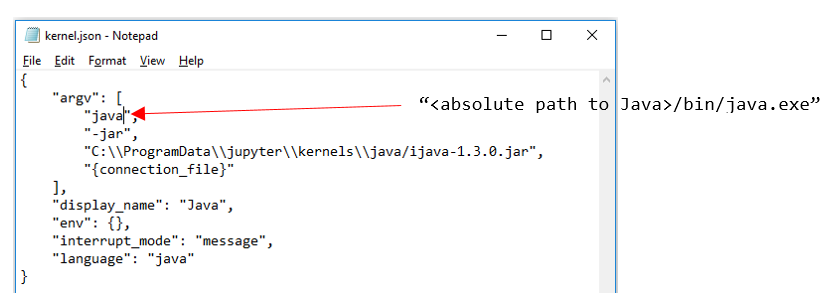 kernel.json - Notepad
File Edit Format View Help
{
    "argv": [
        "java",
        "-jar",
        "C:\\ProgramData\\jupyter\\kernels\\java/ijava-1.3.0.jar",
        "{connection_file}"
    ],
    "display_name": "Java",
    "env": {},
    "interrupt_mode": "message",
    "language": "java"
}
“<absolute path to Java>/bin/java.exe”